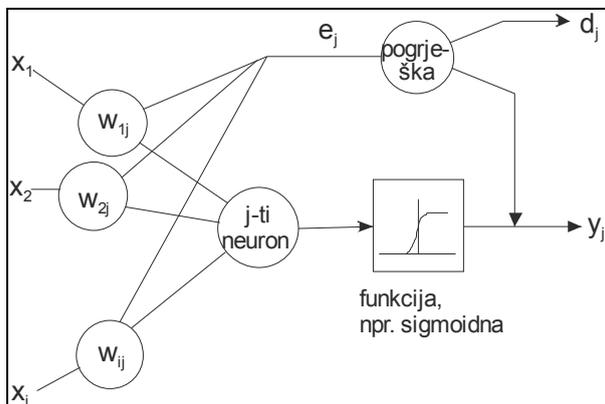 e_j
d_j
pogrje-
ška
x_1
w_1j
x_2
w_2j
j-ti
neuron
y_j
funkcija,
npr. sigmoidna
w_ij
x_i